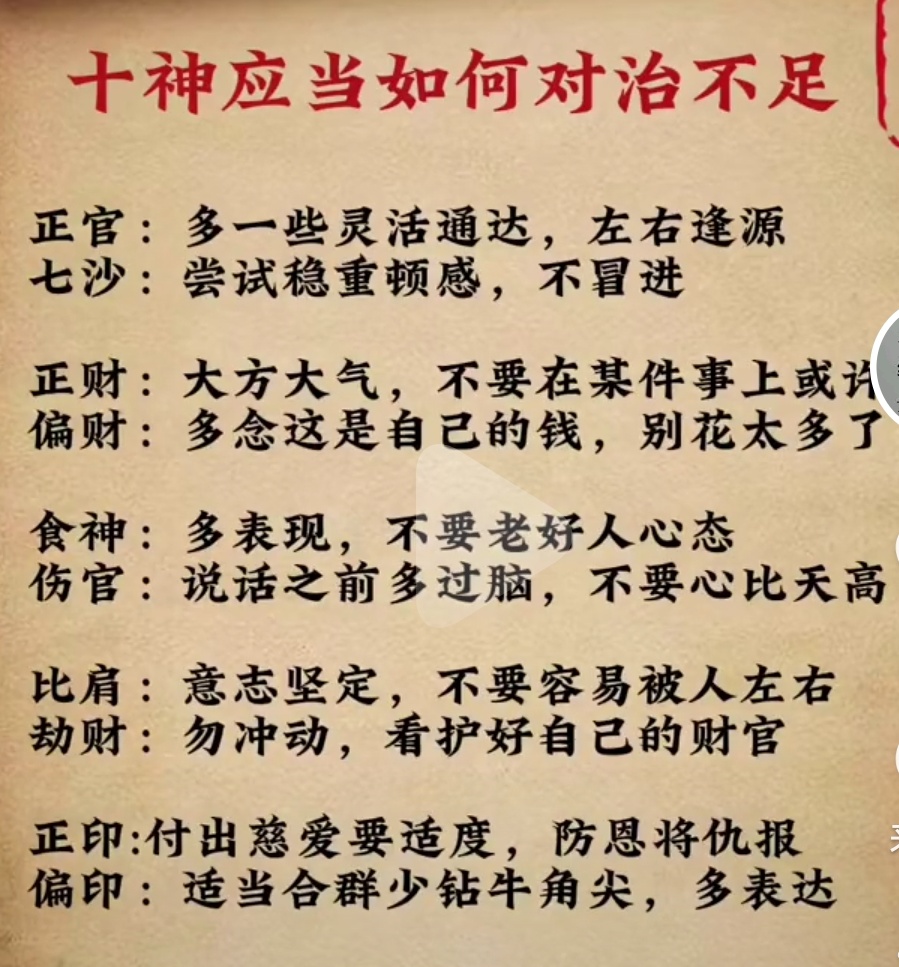 十神应当如何对治不足
正官：多一些灵活通达，左右逢源
七沙：尝试稳重顿感，不冒进
正财：大方大气，不要在某件事上或许
偏财：多念这是自己的钱，别花太多了
食神：多表现，不要老好人心态
伤官：说话之前多过脑，不要心比天高
比肩：意志坚定，不要容易被人左右
劫财：勿冲动，看护好自己的财官
正印:付出慈爱要适度，防恩将仇报
偏印：适当合群少钻牛角尖，多表达